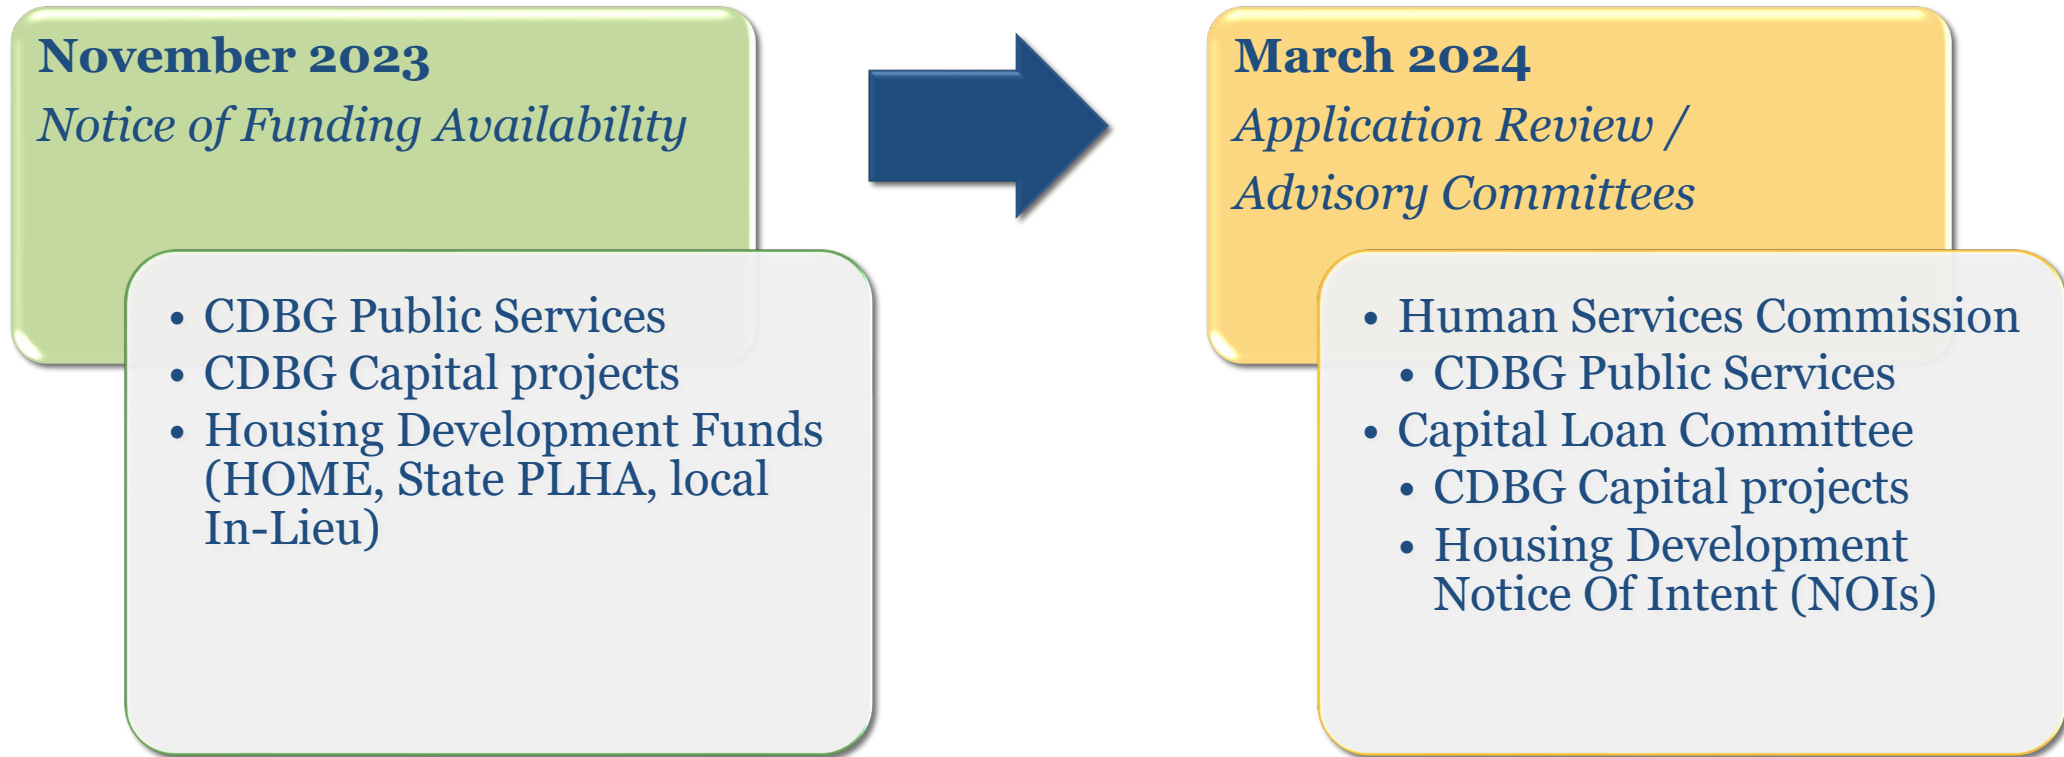 November 2023
Notice of Funding Availability
• CDBG Public Services
• CDBG Capital projects
• Housing Development Funds
(HOME, State PLHA, local
In-Lieu)
March 2024
Application Review /
Advisory Committees
• Human Services Commission
• CDBG Public Services
• Capital Loan Committee
• CDBG Capital projects
• Housing Development
Notice Of Intent (NOIs)